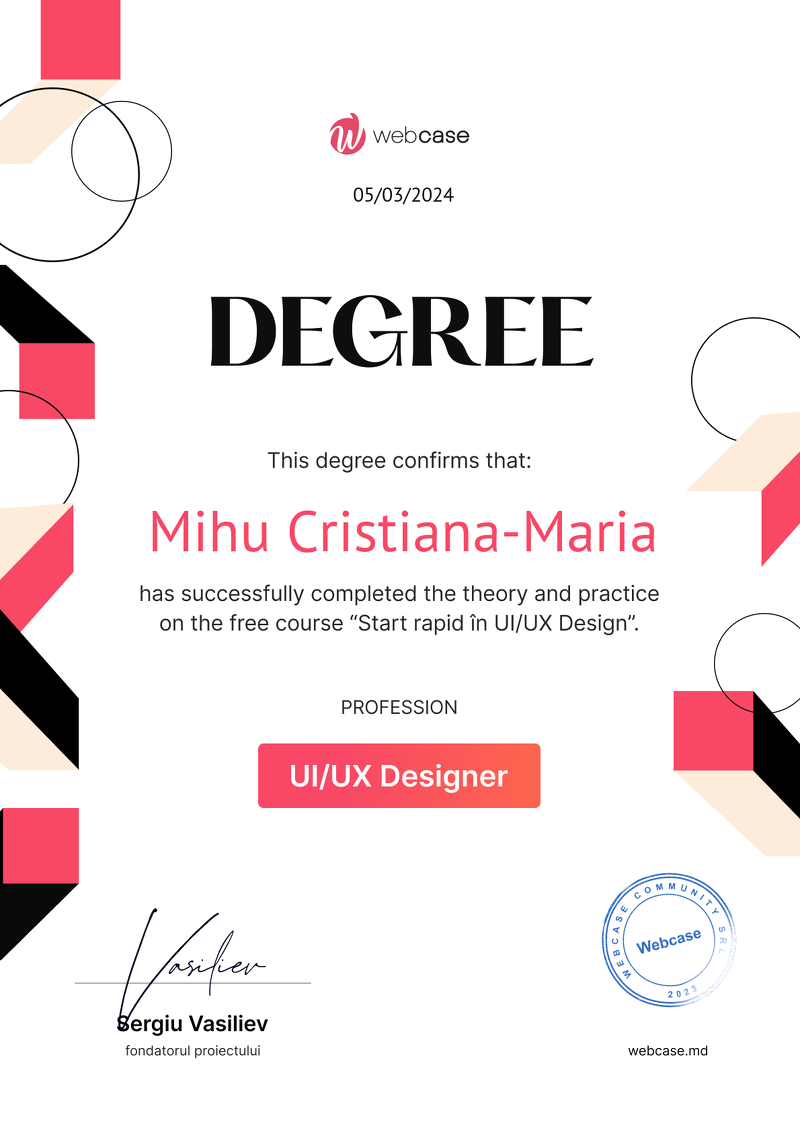 webcase
05/03/2024
DEGREE
This degree confirms that:
Mihu Cristiana-Maria
has successfully completed the theory and practice
on the free course “Start rapid în UI/UX Design”.
PROFESSION
UI/UX Designer
Vasiliev
Sergiu Vasiliev
fondatorul proiectului
WEBCASE COMMUNITY SRL
Webcase
2023
webcase.md